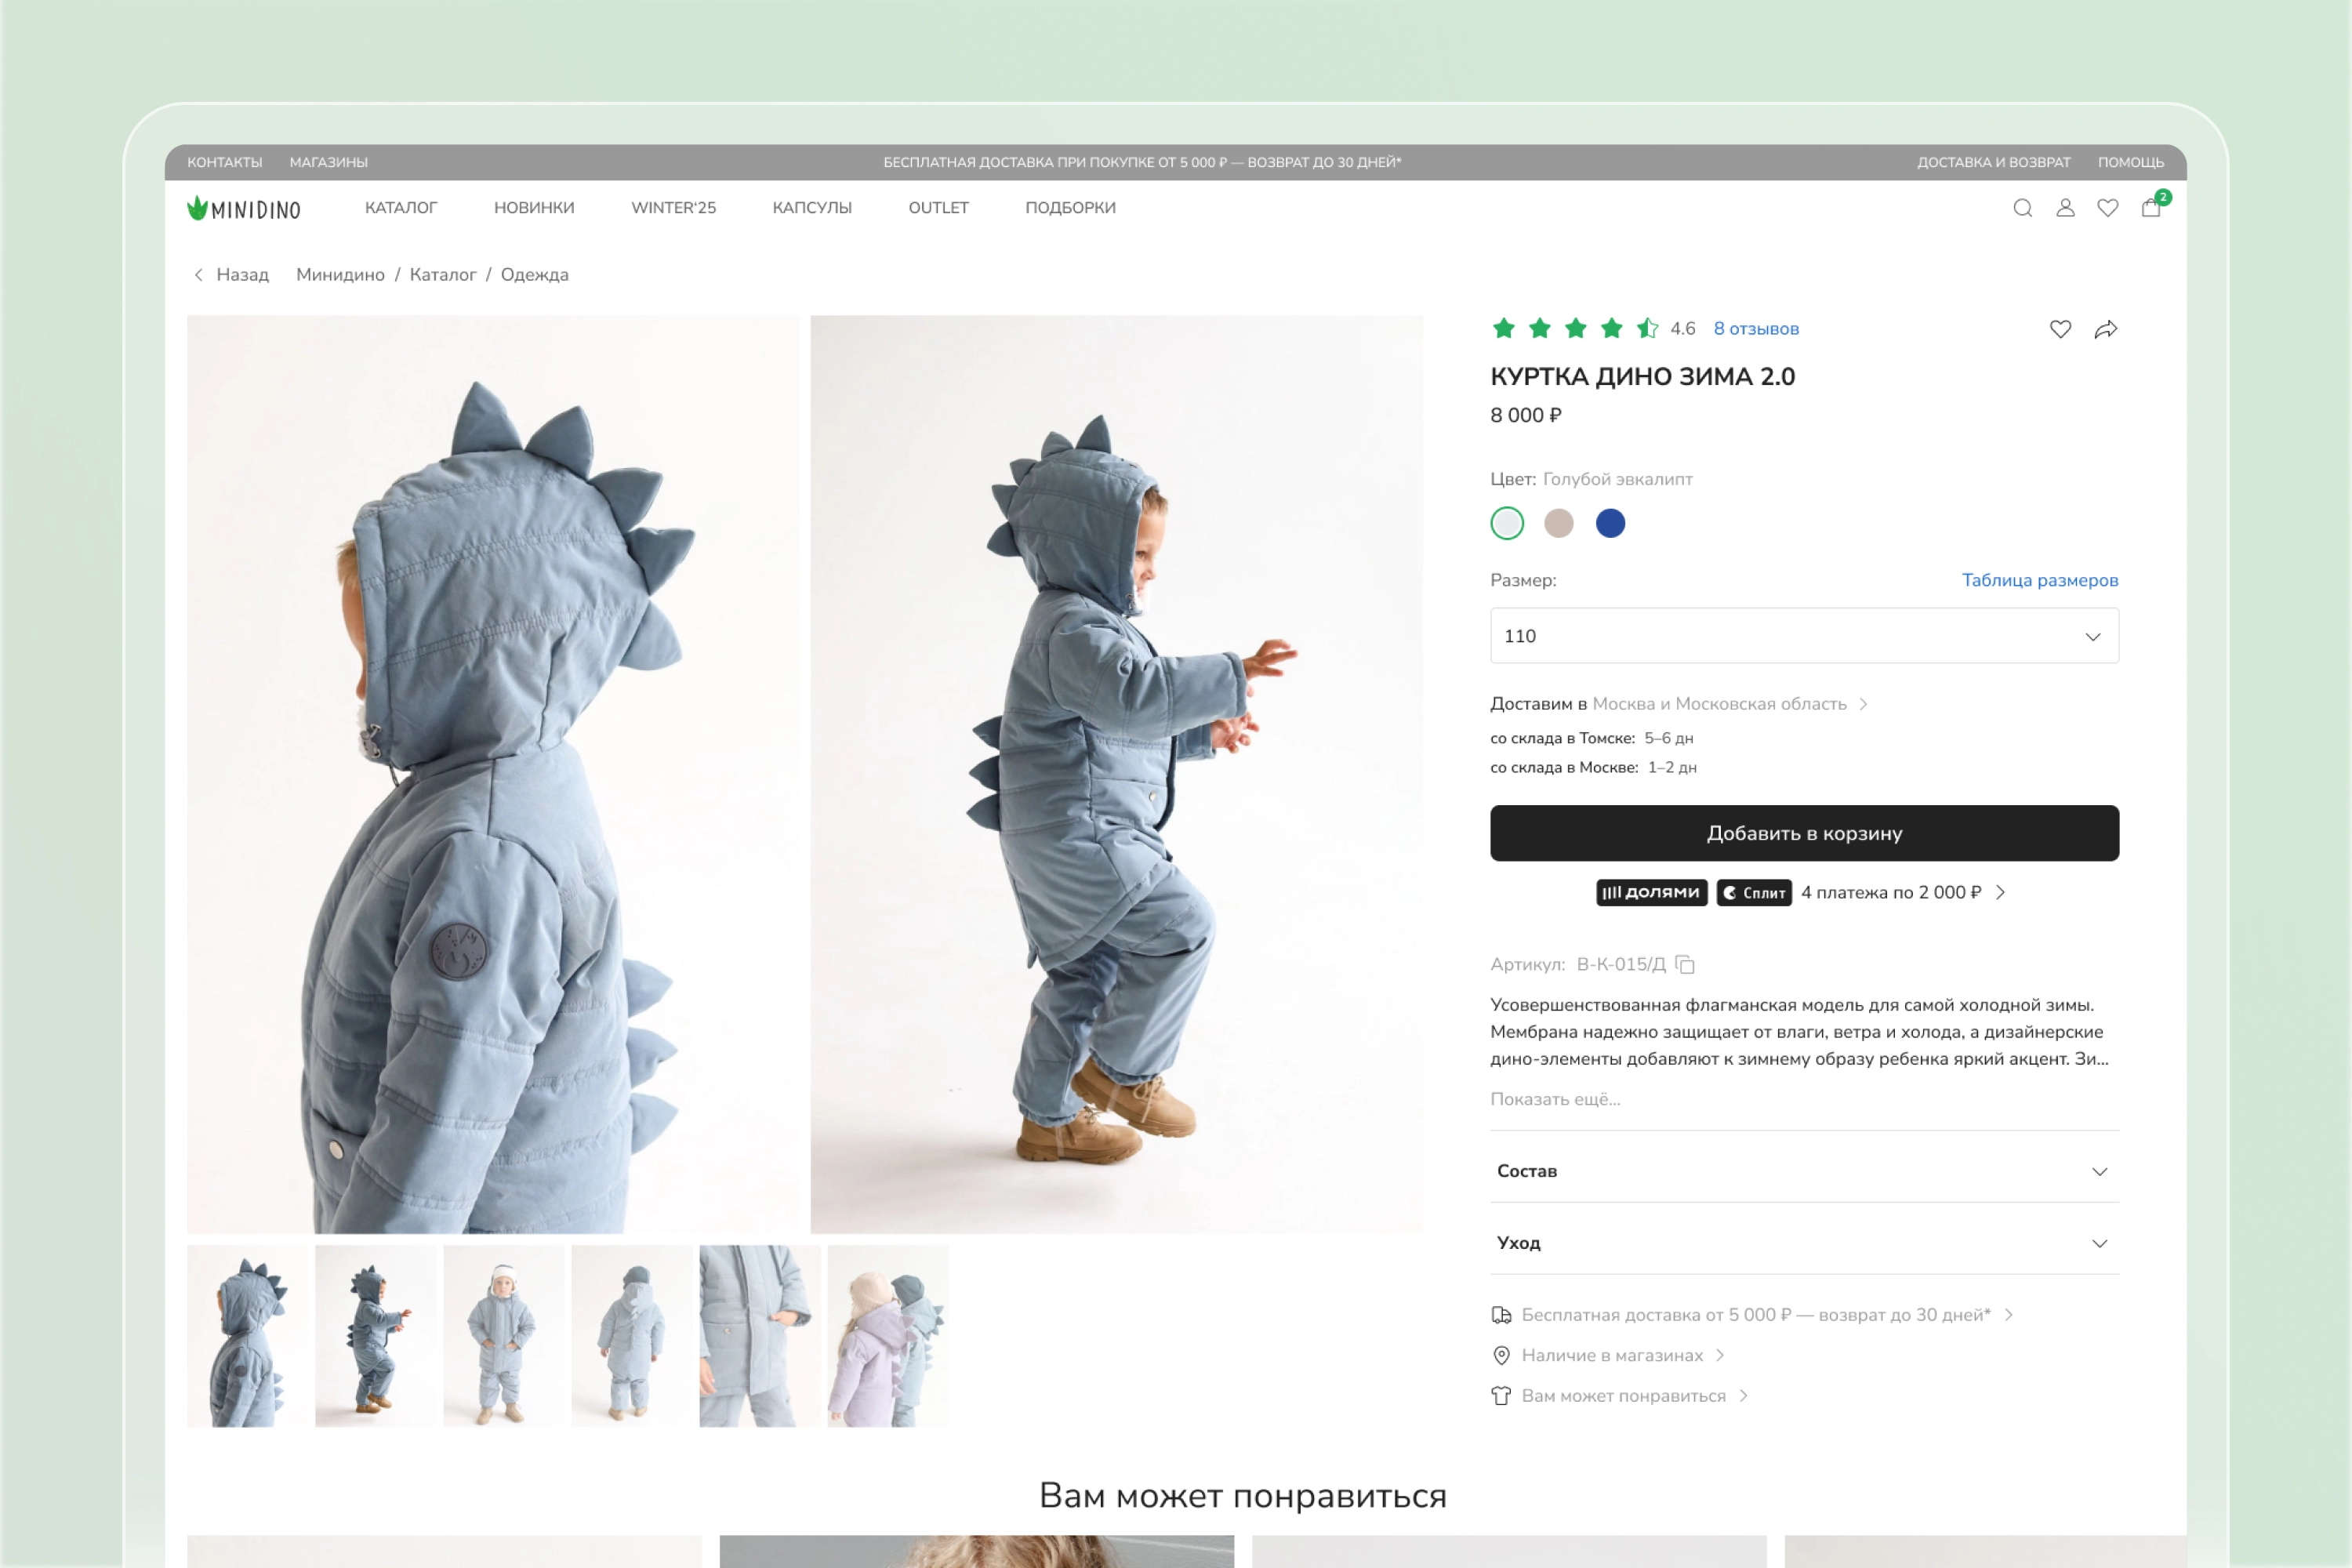 КОНТАКТЫ МАГАЗИНЫ БЕСПЛАТНАЯ ДОСТАВКА ПРИ ПОКУПКЕ ОТ 5 000 ₽ — ВОЗВРАТ ДО 30 ДНЕЙ* ДОСТАВКА И ВОЗВРАТ ПОМОЩЬ
MINIDINO КАТАЛОГ НОВИНКИ WINTER‘25 КАПСУЛЫ OUTLET ПОДБОРКИ 2
Назад Минидино / Каталог / Одежда
4.6 8 отзывов
КУРТКА ДИНО ЗИМА 2.0
8 000 ₽
Цвет: Голубой эвкалипт
Размер: Таблица размеров
110
Доставим в Москва и Московская область
со склада в Томске: 5–6 дн
со склада в Москве: 1–2 дн
Добавить в корзину
долями Сплит 4 платежа по 2 000 ₽
Артикул: В-К-015/Д
Усовершенствованная флагманская модель для самой холодной зимы.
Мембрана надежно защищает от влаги, ветра и холода, а дизайнерские
дино-элементы добавляют к зимнему образу ребенка яркий акцент. Зи...
Показать ещё...
Состав
Уход
Бесплатная доставка от 5 000 ₽ — возврат до 30 дней*
Наличие в магазинах
Вам может понравиться
Вам может понравиться